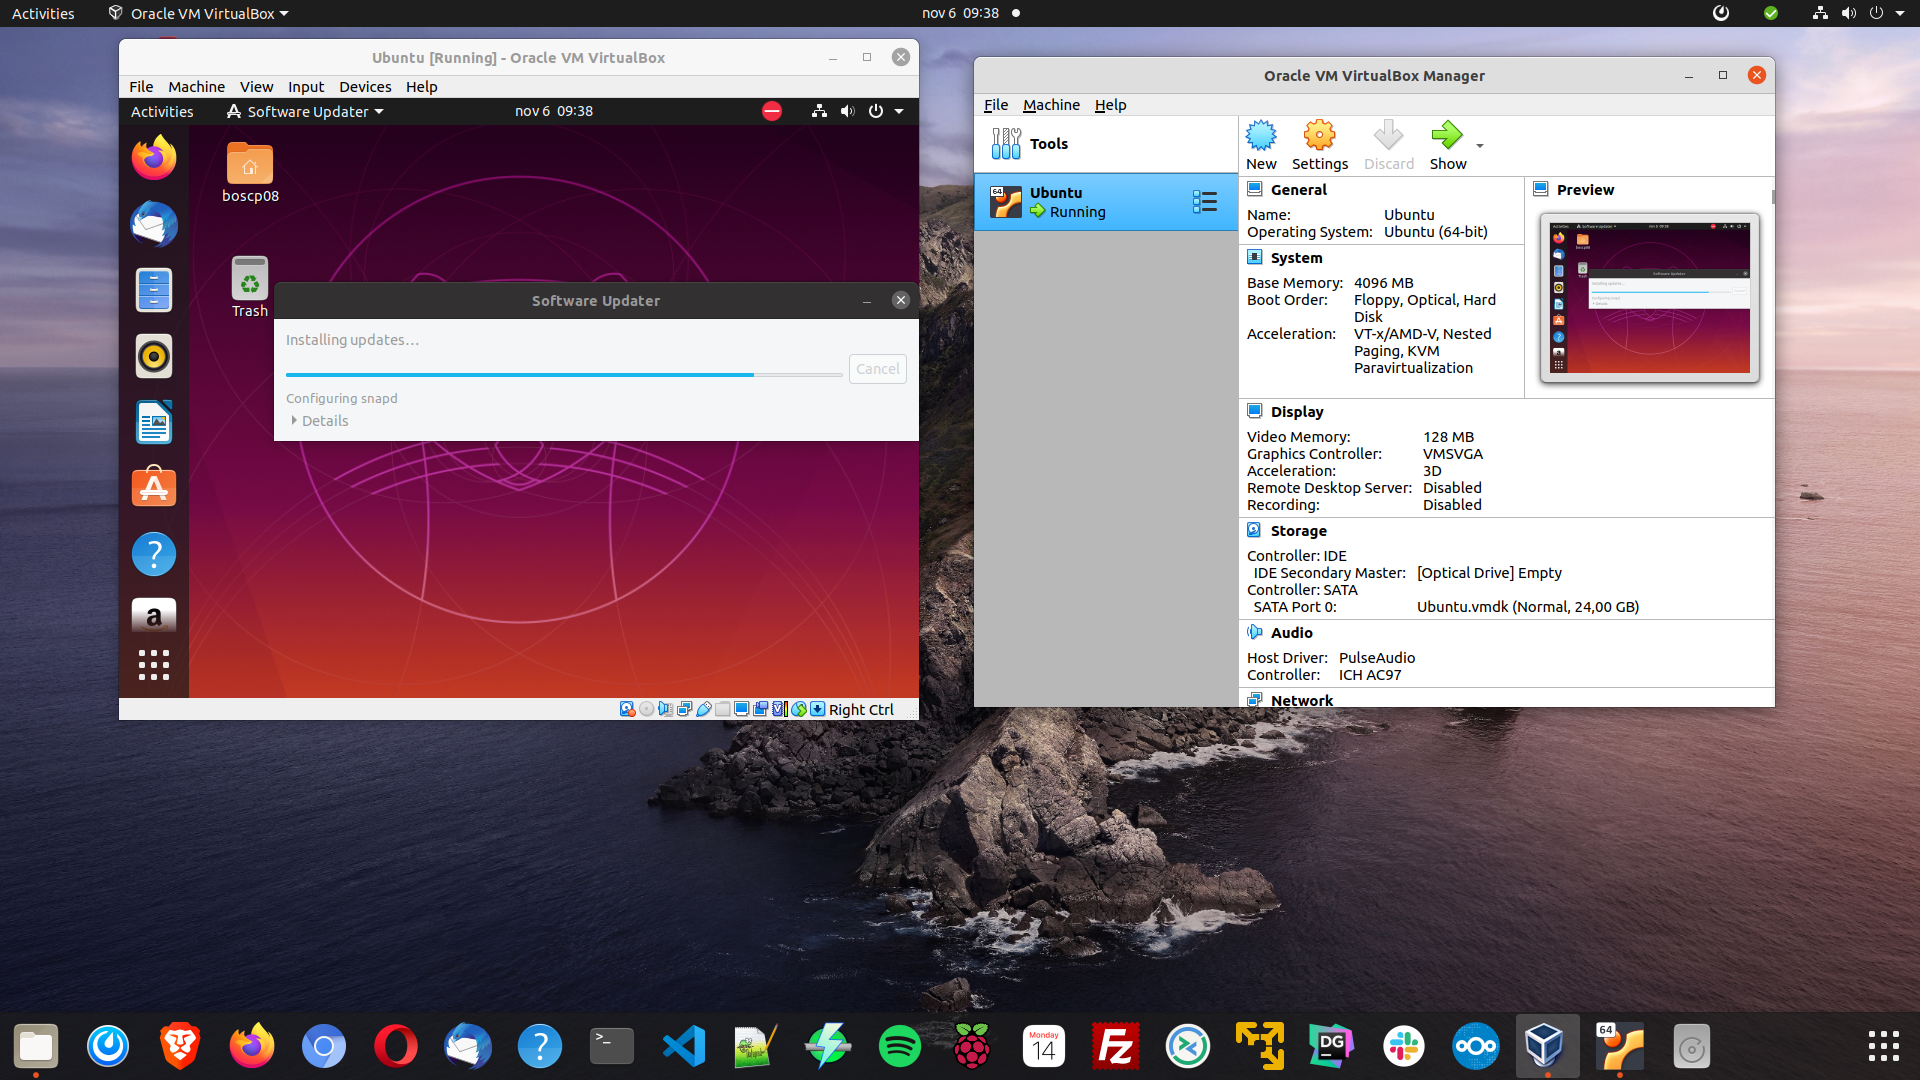 Activities
Oracle VM VirtualBox
nov 6 09:38
Ubuntu [Running] - Oracle VM VirtualBox
File Machine View Input Devices Help
Activities
Software Updater
nov 6 09:38
boscp08
Trash
Software Updater
Installing updates…
Cancel
Configuring snapd
Details
a
Right Ctrl
Oracle VM VirtualBox Manager
File Machine Help
Tools
New Settings Discard Show
64
Ubuntu
Running
General
Name: Ubuntu
Operating System: Ubuntu (64-bit)
System
Base Memory: 4096 MB
Boot Order: Floppy, Optical, Hard
Disk
Acceleration: VT-x/AMD-V, Nested
Paging, KVM
Paravirtualization
Preview
Display
Video Memory: 128 MB
Graphics Controller: VMSVGA
Acceleration: 3D
Remote Desktop Server: Disabled
Recording: Disabled
Storage
Controller: IDE
IDE Secondary Master: [Optical Drive] Empty
Controller: SATA
SATA Port 0: Ubuntu.vmdk (Normal, 24,00 GB)
Audio
Host Driver: PulseAudio
Controller: ICH AC97
Network
Monday
14
Fz
DG
64